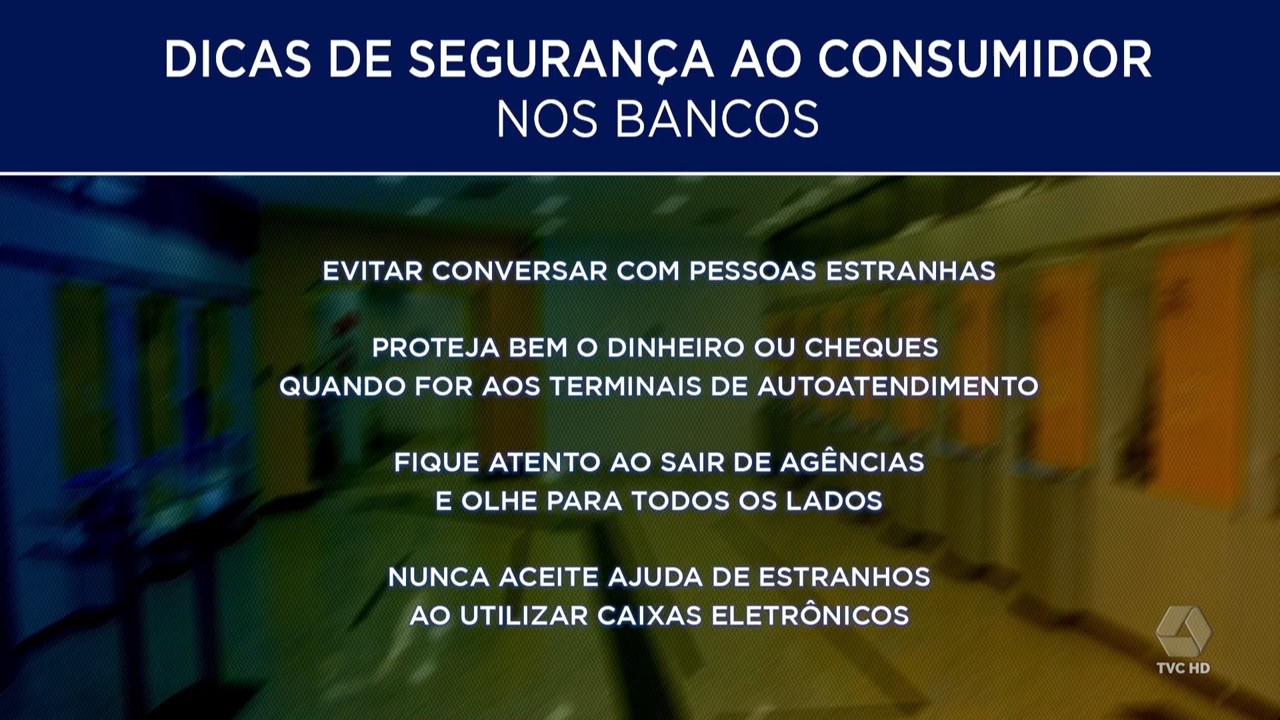 DICAS DE SEGURANÇA AO CONSUMIDOR
NOS BANCOS
EVITAR CONVERSAR COM PESSOAS ESTRANHAS
PROTEJA BEM O DINHEIRO OU CHEQUES
QUANDO FOR AOS TERMINAIS DE AUTOATENDIMENTO
FIQUE ATENTO AO SAIR DE AGÊNCIAS
E OLHE PARA TODOS OS LADOS
NUNCA ACEITE AJUDA DE ESTRANHOS
AO UTILIZAR CAIXAS ELETRÔNICOS
TVC HD